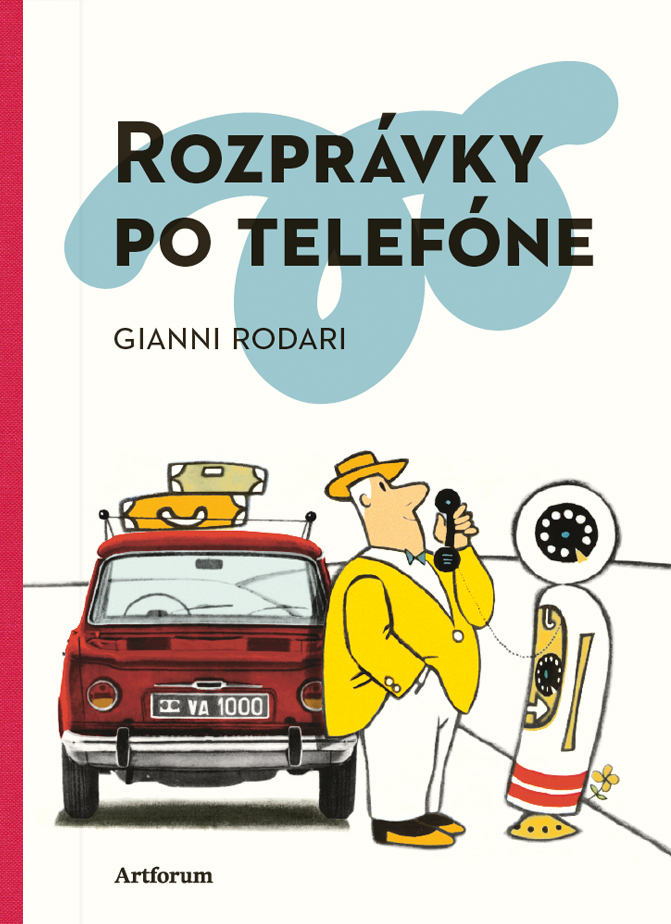 ROZPRÁVKY
PO TELEFÓNE
GIANNI RODARI
VA 1000
Artforum